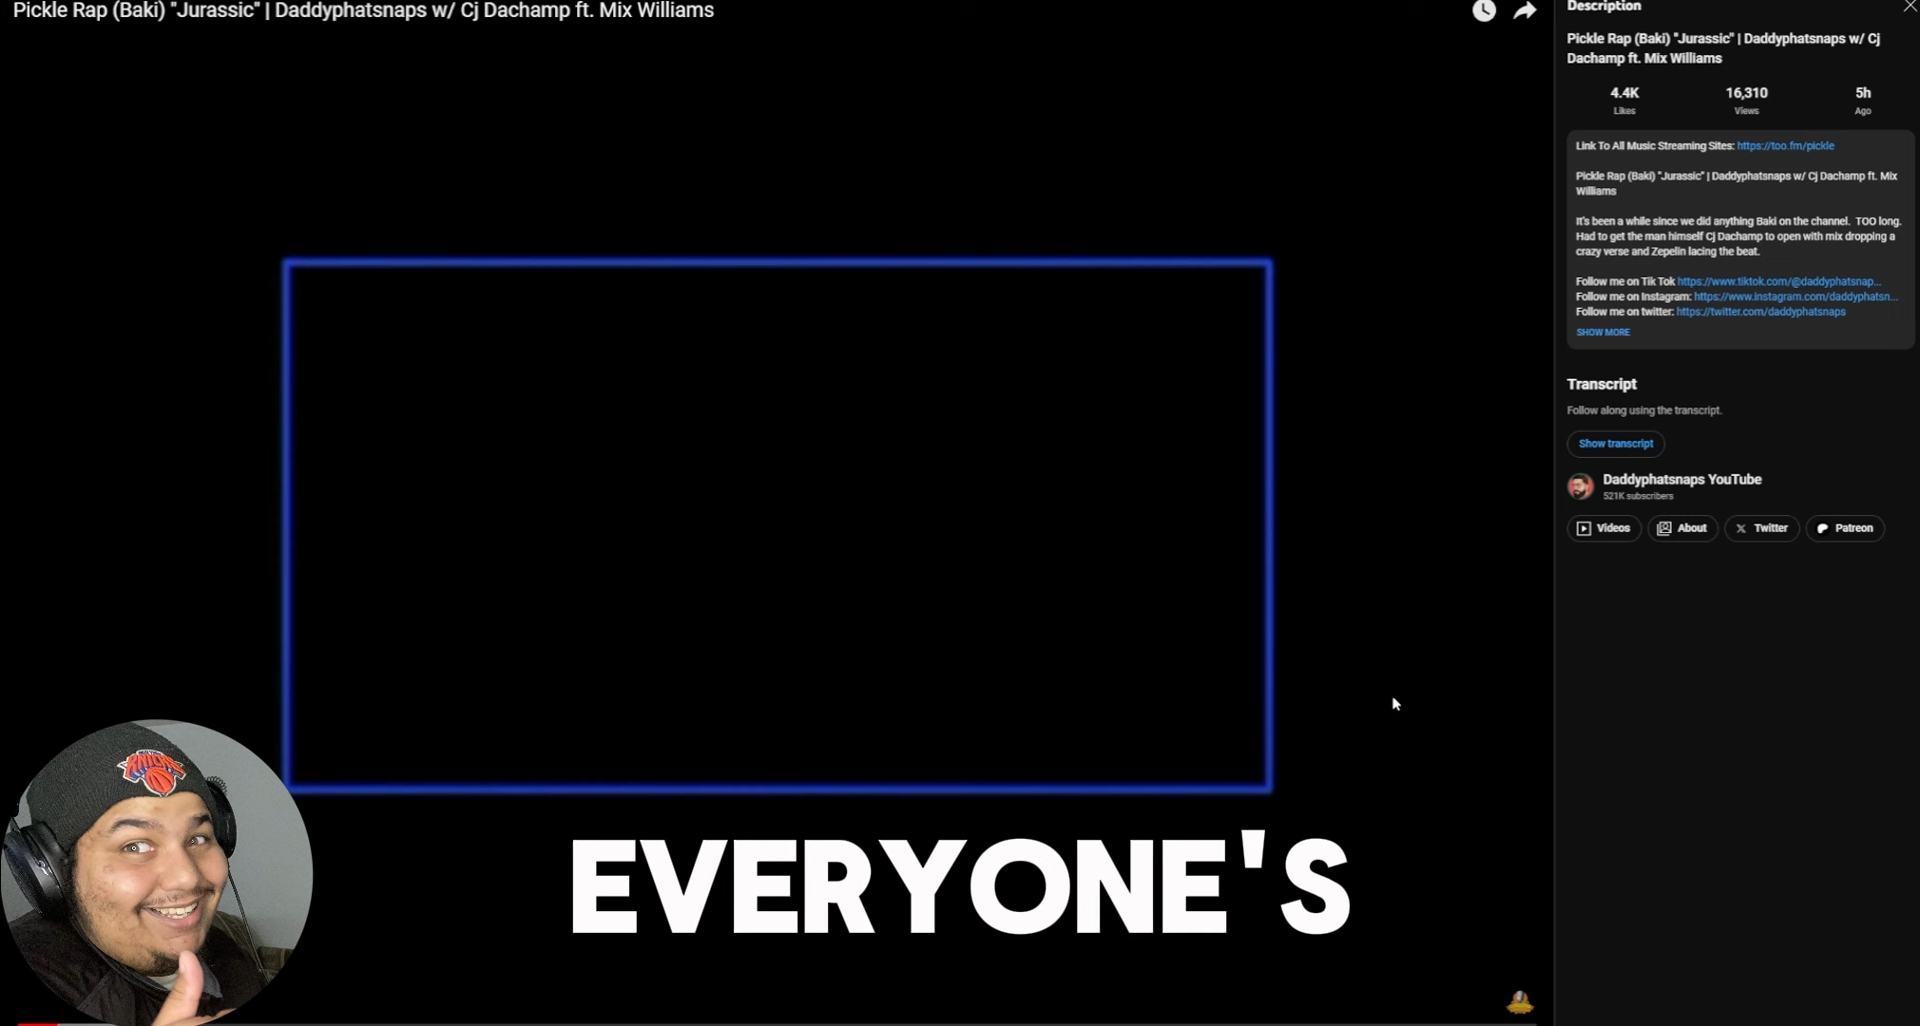 Pickle Rap (Baki) "Jurassic" | Daddyphatsnaps w/ Cj Dachamp ft. Mix Williams
KNICKS
EVERYONE'S
Description
Pickle Rap (Baki) "Jurassic" | Daddyphatsnaps w/ Cj
Dachamp ft. Mix Williams
4.4K
16,310
5h
Likes
Views
Ago
Link To All Music Streaming Sites: https://too.fm/pickle
Pickle Rap (Baki) "Jurassic" | Daddyphatsnaps w/ Cj Dachamp ft. Mix
Williams
It's been a while since we did anything Baki on the channel. TOO long.
Had to get the man himself Cj Dachamp to open with mix dropping a
crazy verse and Zepelin lacing the beat.
Follow me on Tik Tok https://www.tiktok.com/@daddyphatsnap...
Follow me on Instagram: https://www.instagram.com/daddyphatsn...
Follow me on twitter: https://twitter.com/daddyphatsnaps
SHOW MORE
Transcript
Follow along using the transcript.
Show transcript
Daddyphatsnaps YouTube
521K subscribers
Videos
About
Twitter
Patreon